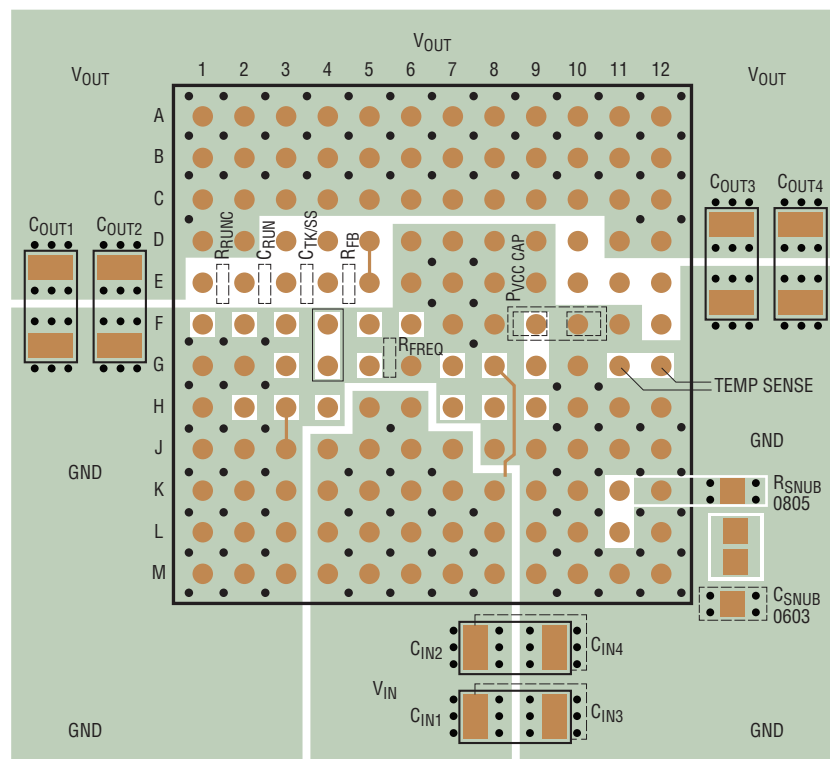 VOUT
VOUT
VOUT
1 2 3 4 5 6 7 8 9 10 11 12
A
B
C
D
E
F
G
H
J
K
L
M
COUT1
COUT2
COUT3
COUT4
RRUNC
CRUN
CTK/SS
RFB
PVCC CAP
RFREQ
TEMP SENSE
GND
GND
RSNUB
0805
CSNUB
0603
CIN2
CIN4
VIN
CIN1
CIN3
GND
GND